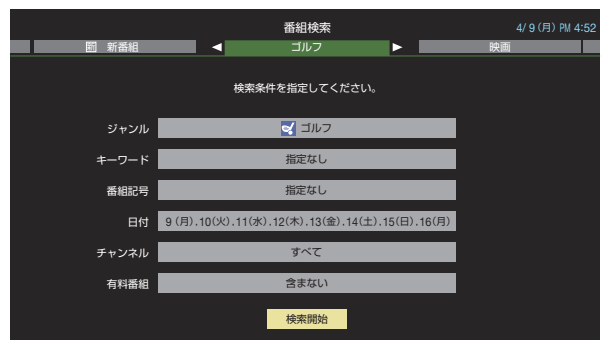 番組検索 4/ 9 (月) PM 4:52
新番組 ◀ ゴルフ ▶ 映画
検索条件を指定してください。
ジャンル ゴルフ
キーワード 指定なし
番組記号 指定なし
日付 9 (月).10(火).11(水).12(木).13(金).14(土).15(日).16(月)
チャンネル すべて
有料番組 含まない
検索開始